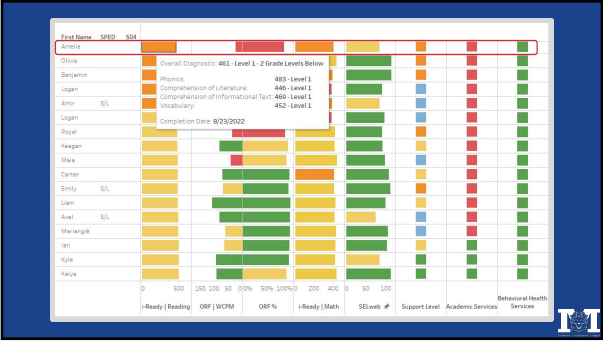 First Name SPED 504
Amelia
Olivia
Overall Diagnostic: 461 - Level 1 - 2 Grade Levels Below
Benjamin
Phonics: 483 - Level 1
Logan
Comprehension of Literature: 446 - Level 1
Comprehension of Informational Text: 469 - Level 1
Amir S/L
Vocabulary: 452 - Level 1
Logan
Completion Date: 8/23/2022
Royal
Keegan
Maia
Carter
Emily S/L
Liam
Axel S/L
Mariangle
Ian
Kyle
Kaiya
0 500 150 100 50 0 0% 50% 100% 0 200 400 0 50 100
i-Ready | Reading ORF | WCPM ORF % i-Ready | Math SELweb Support Level Academic Services Behavioral Health Services